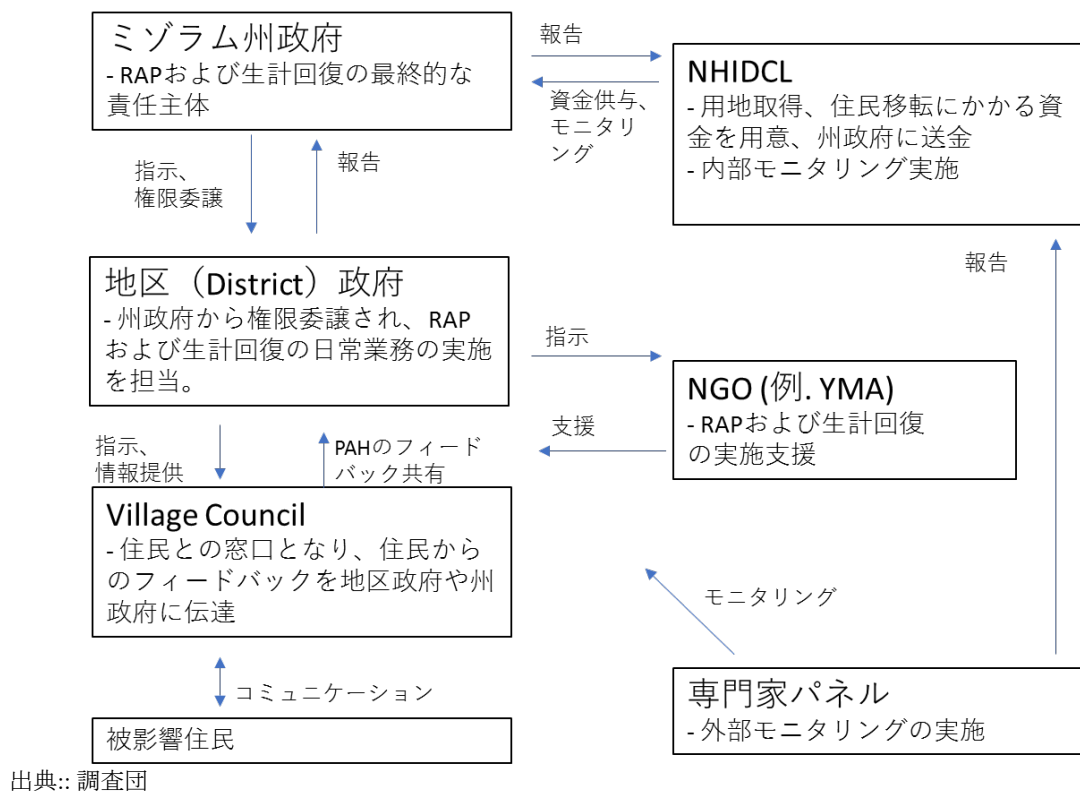 ミゾラム州政府
- RAPおよび生計回復の最終的な
責任主体
報告
資金供与、
モニタリ
ング
NHIDCL
- 用地取得、住民移転にかかる資
金を用意、州政府に送金
- 内部モニタリング実施
指示、
権限委譲
報告
報告
地区（District）政府
- 州政府から権限委譲され、RAP
および生計回復の日常業務の実施
を担当。
指示
支援
NGO (例. YMA)
- RAPおよび生計回復
の実施支援
指示、
情報提供
PAHのフィード
バック共有
Village Council
- 住民との窓口となり、住民から
のフィードバックを地区政府や州
政府に伝達
モニタリング
コミュニケーション
専門家パネル
- 外部モニタリングの実施
被影響住民
出典:: 調査団